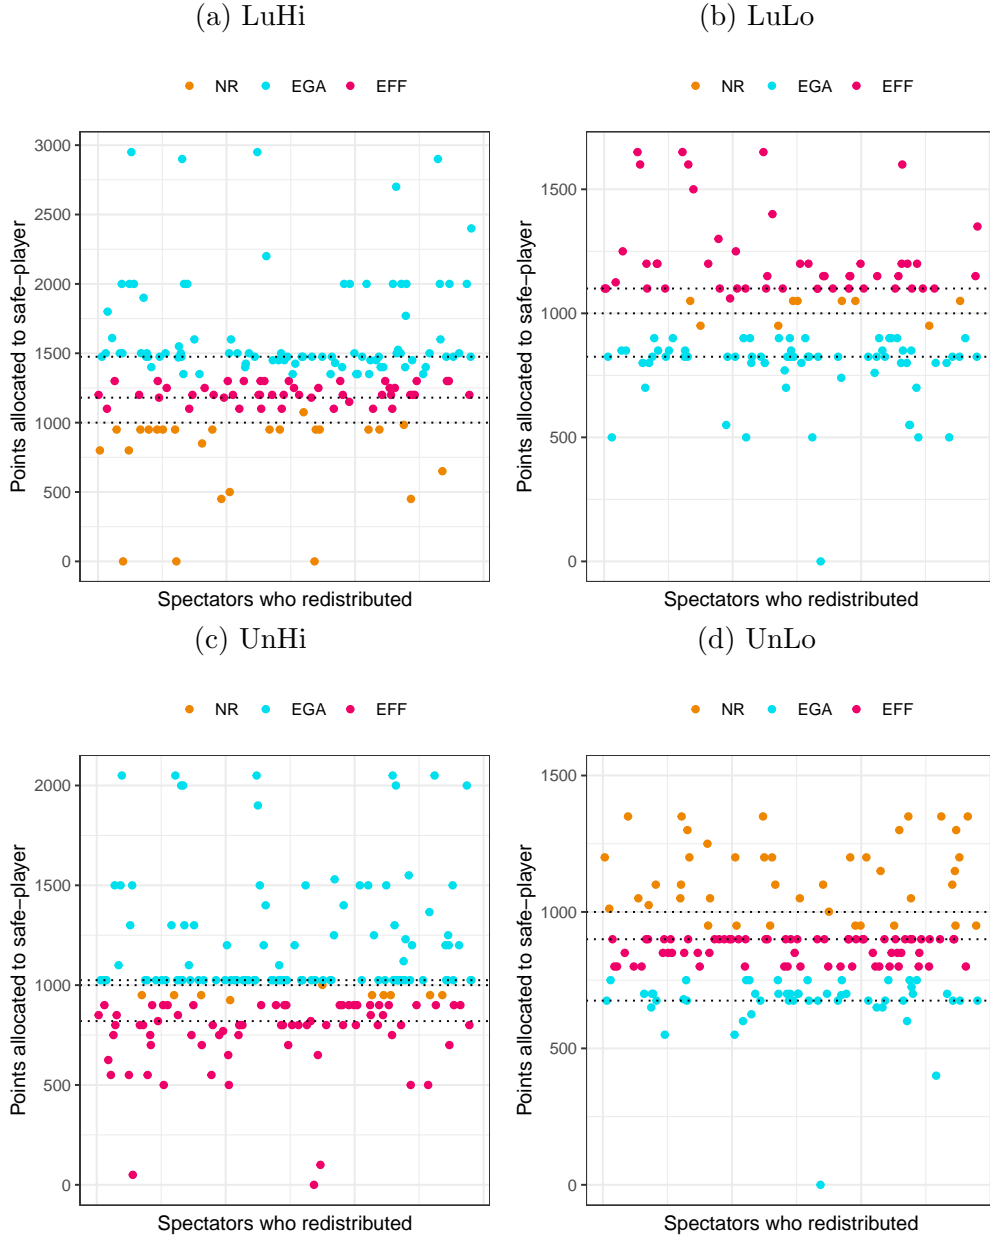 (a) LuHi
NR EGA EFF
3000
2500
2000
1500
1000
500
0
Points allocated to safe−player
Spectators who redistributed
(b) LuLo
NR EGA EFF
1500
1000
500
0
Points allocated to safe−player
Spectators who redistributed
(c) UnHi
NR EGA EFF
2000
1500
1000
500
0
Points allocated to safe−player
Spectators who redistributed
(d) UnLo
NR EGA EFF
1500
1000
500
0
Points allocated to safe−player
Spectators who redistributed